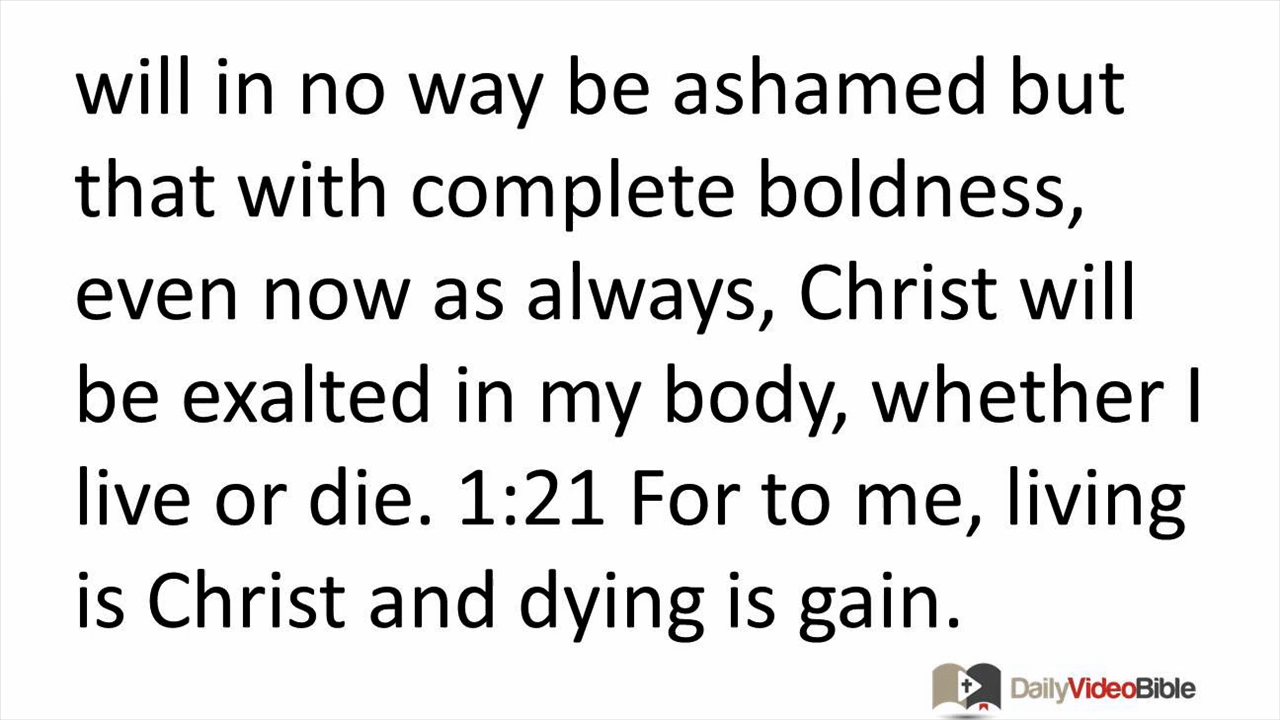 will in no way be ashamed but
that with complete boldness,
even now as always, Christ will
be exalted in my body, whether I
live or die. 1:21 For to me, living
is Christ and dying is gain.
DailyVideoBible